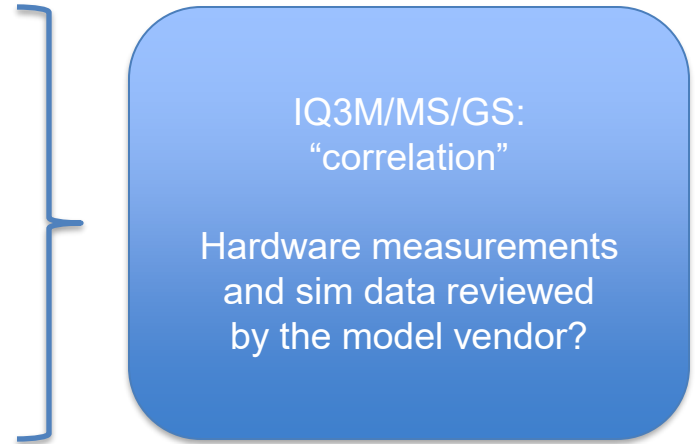 IQ3M/MS/GS:
“correlation”
Hardware measurements
and sim data reviewed
by the model vendor?